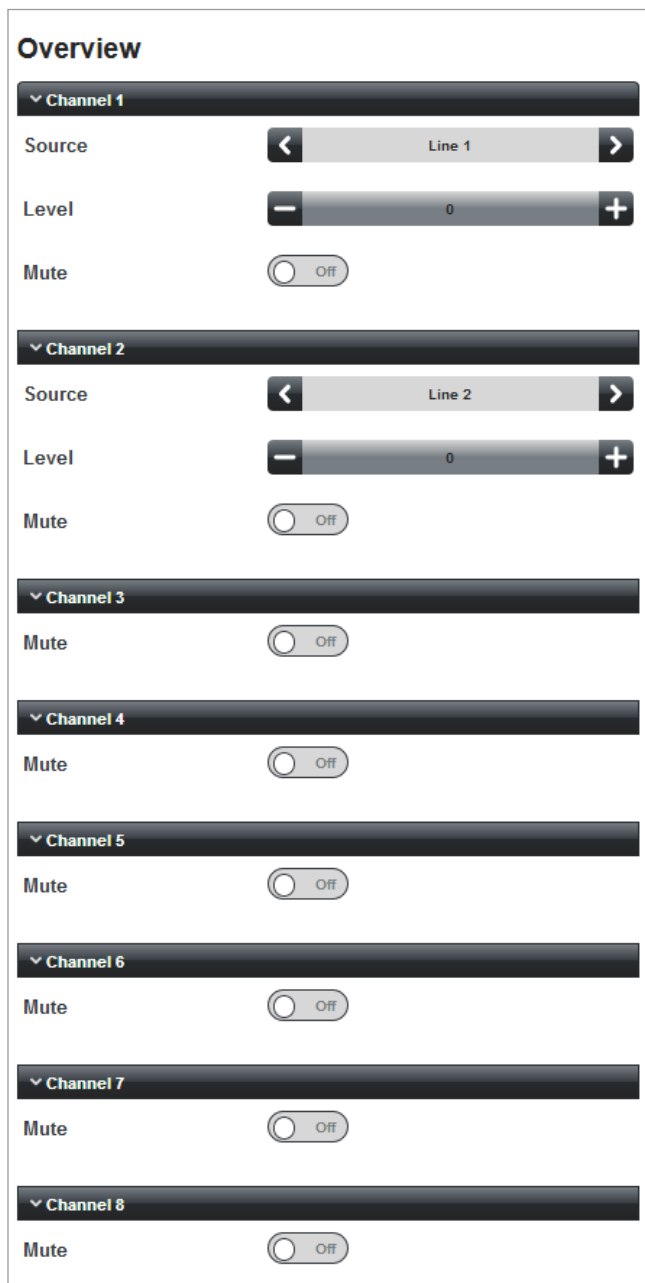 Overview
Channel 1
Source Line 1
Level 0
Mute Off
Channel 2
Source Line 2
Level 0
Mute Off
Channel 3
Mute Off
Channel 4
Mute Off
Channel 5
Mute Off
Channel 6
Mute Off
Channel 7
Mute Off
Channel 8
Mute Off